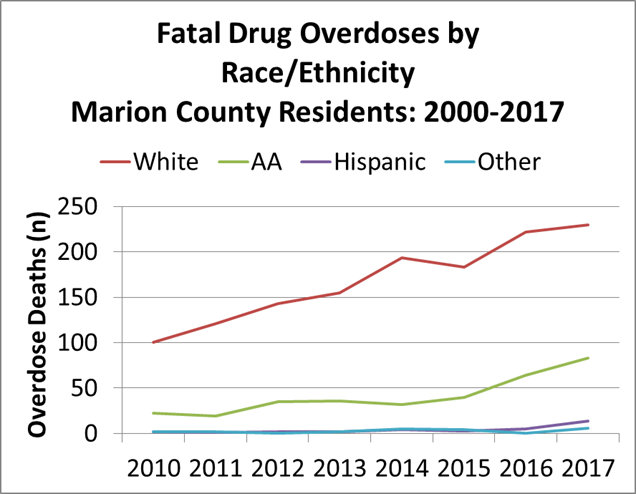 Fatal Drug Overdoses by
Race/Ethnicity
Marion County Residents: 2000-2017
White AA Hispanic Other
Overdose Deaths (n)
250
200
150
100
50
0
2010 2011 2012 2013 2014 2015 2016 2017